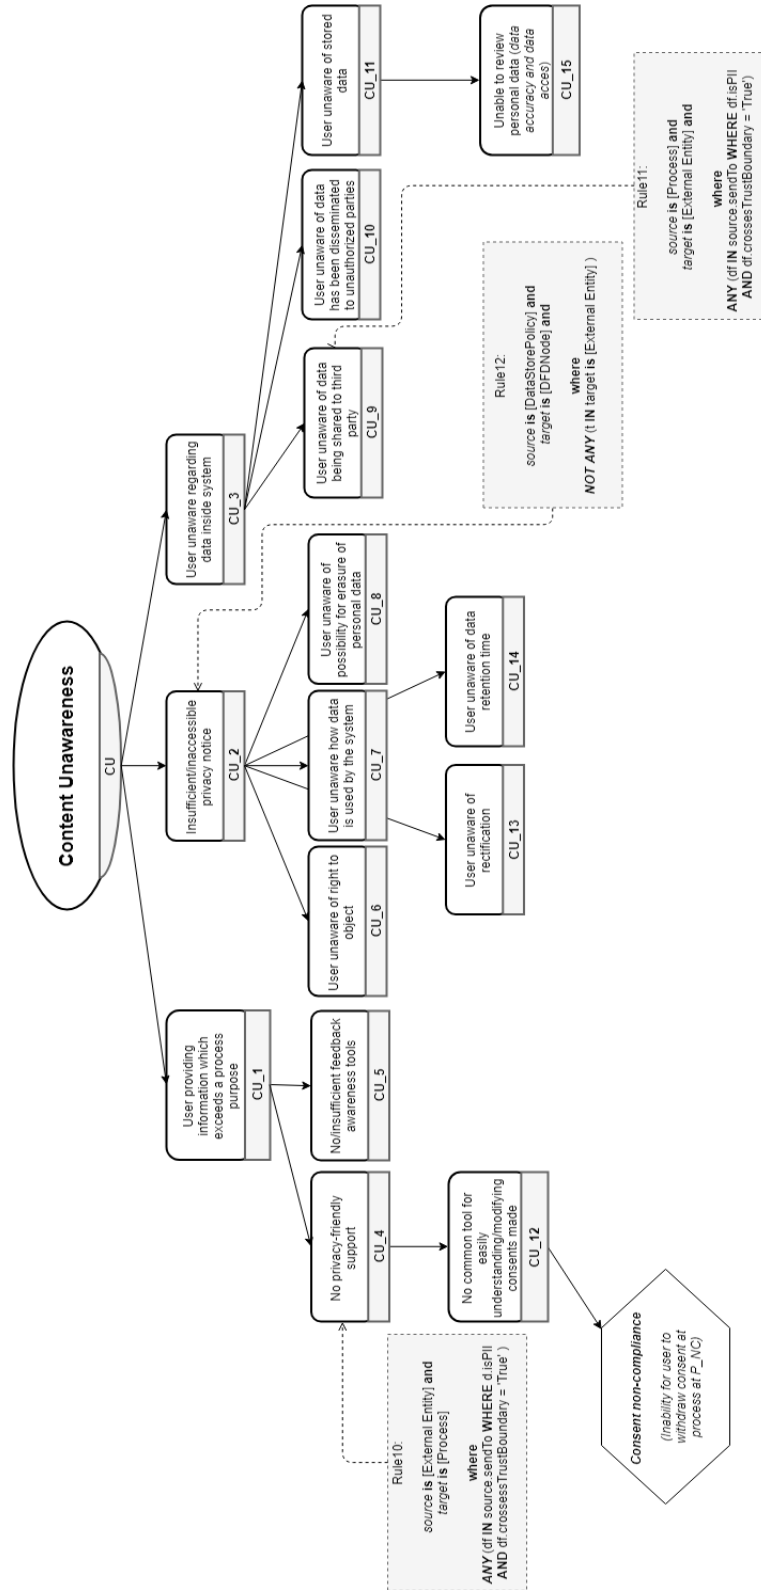 Content Unawareness
CU
User providing
information which
exceeds a process
purpose
CU_1
Insufficient/inaccessible
privacy notice
CU_2
User unaware regarding
data inside system
CU_3
No privacy-friendly
support
CU_4
No/insufficient feedback
awareness tools
CU_5
User unaware of right to
object
CU_6
User unaware how data
is used by the system
CU_7
User unaware of
possibility for erasure of
personal data
CU_8
User unaware of data
being shared to third
party
CU_9
User unaware of data
has been disseminated
to unauthorized parties
CU_10
User unaware of stored
data
CU_11
No common tool for
easily
understanding/modifying
consents made
CU_12
User unaware of
rectification
CU_13
User unaware of data
retention time
CU_14
Unable to review
personal data (data
accuracy and data
acces)
CU_15
Rule10:
source is [External Entity] and
target is [Process]
where
ANY (df IN source.sendTo WHERE d.isPII
AND df.crossessTrustBoundary = 'True' )
Rule12:
source is [DataStorePolicy] and
target is [DFDNode] and
where
NOT ANY (t IN target is [External Entity] )
Rule11:
source is [Process] and
target is [External Entity] and
where
ANY (df IN source.sendTo WHERE df.isPII
AND df.crossesTrustBoundary = 'True')
Consent non-compliance
(Inability for user to
withdraw consent at
process at P_NC)